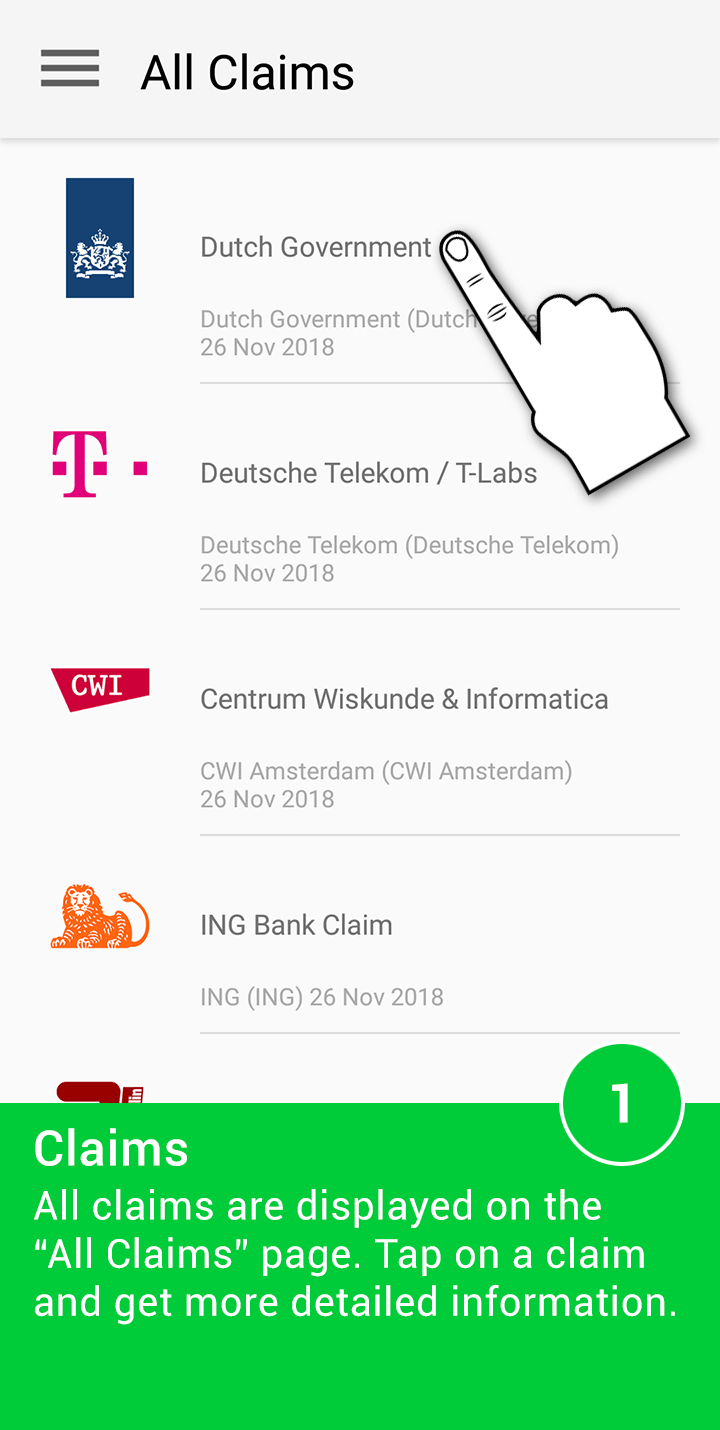 All Claims
Dutch Government
Dutch Government (Dutch
26 Nov 2018
T
Deutsche Telekom / T-Labs
Deutsche Telekom (Deutsche Telekom)
26 Nov 2018
CWI
Centrum Wiskunde & Informatica
CWI Amsterdam (CWI Amsterdam)
26 Nov 2018
ING Bank Claim
ING (ING) 26 Nov 2018
1
Claims
All claims are displayed on the
“All Claims” page. Tap on a claim
and get more detailed information.